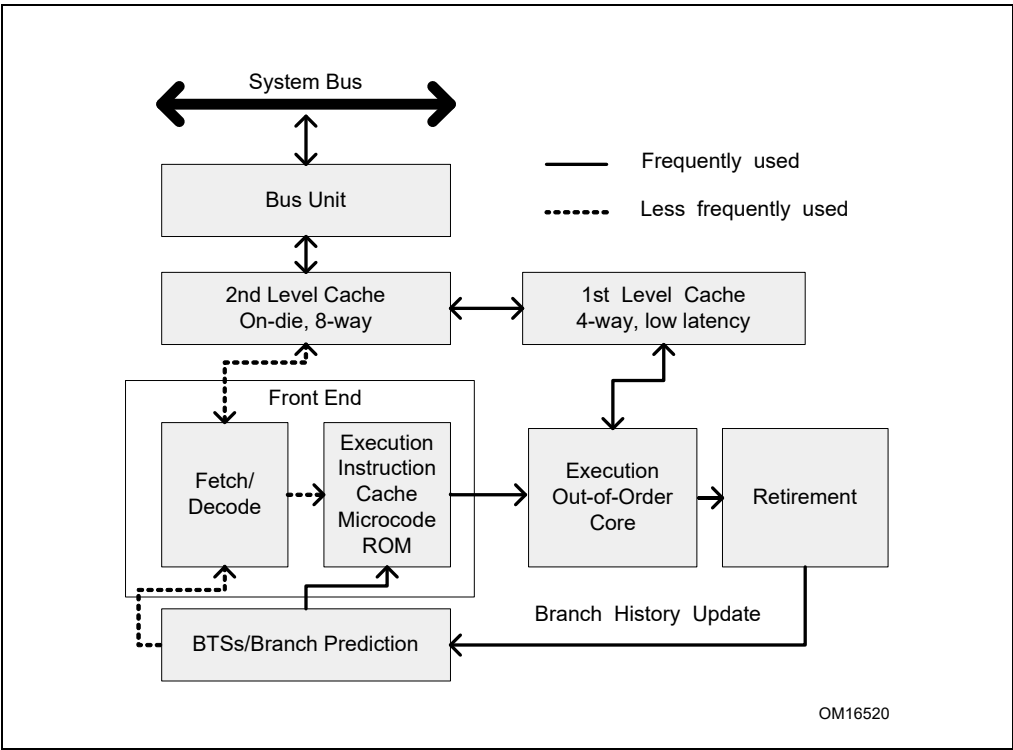 System Bus
Frequently used
Less frequently used
Bus Unit
2nd Level Cache
On-die, 8-way
1st Level Cache
4-way, low latency
Front End
Fetch/
Decode
Execution
Instruction
Cache
Microcode
ROM
Execution
Out-of-Order
Core
Retirement
Branch History Update
BTSs/Branch Prediction
OM16520